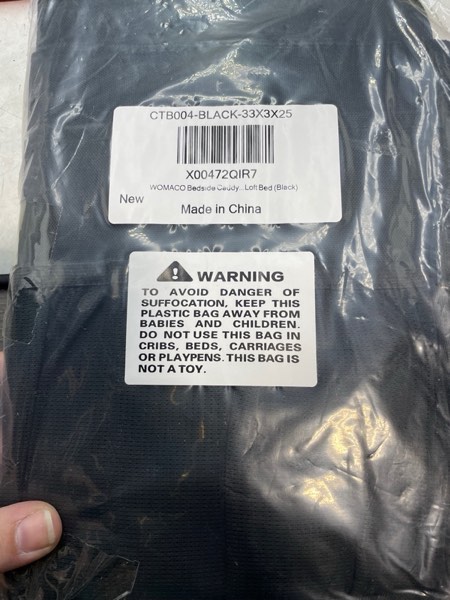 CTB004-BLACK-33X3X25
X00472QIR7
WOMACO Bedside Caddy...Loft Bed (Black)
New
Made in China
WARNING
TO AVOID DANGER OF
SUFFOCATION, KEEP THIS
PLASTIC BAG AWAY FROM
BABIES AND CHILDREN.
DO NOT USE THIS BAG IN
CRIBS, BEDS, CARRIAGES
OR PLAYPENS. THIS BAG IS
NOT A TOY.